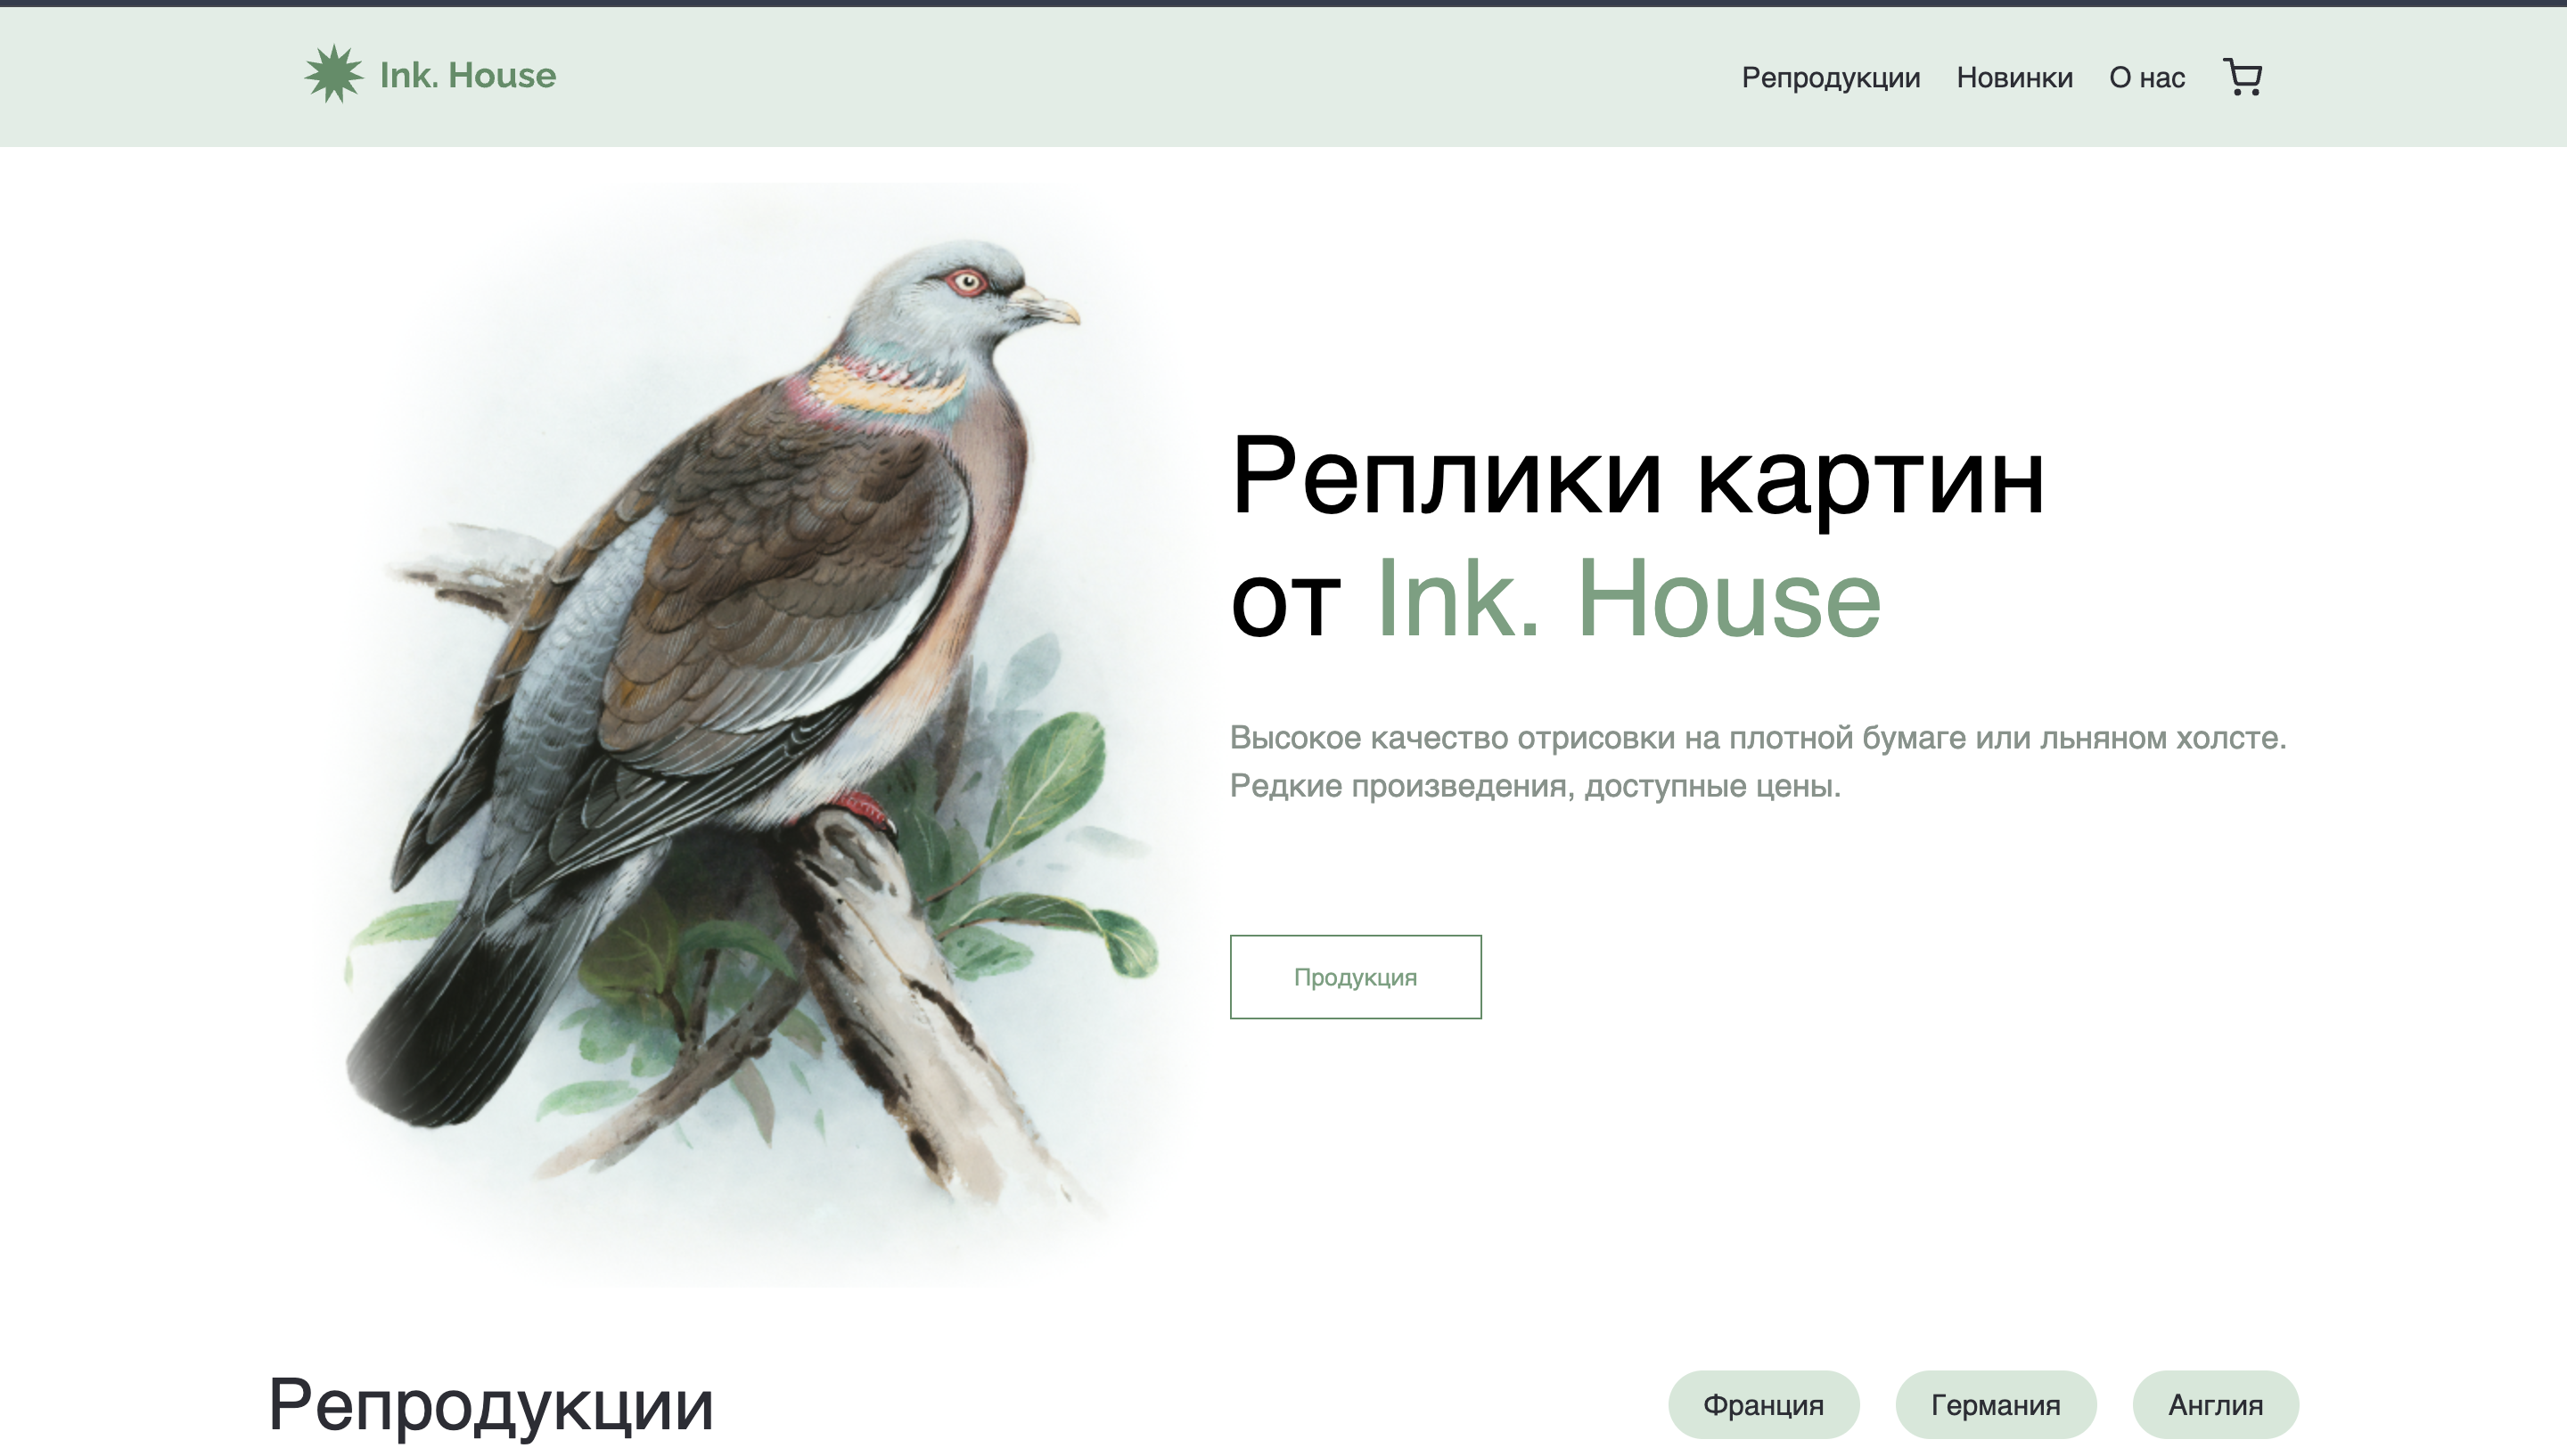 Ink. House
Репродукции Новинки О нас
Реплики картин
от Ink. House
Высокое качество отрисовки на плотной бумаге или льняном холсте.
Редкие произведения, доступные цены.
Продукция
Репродукции
Франция Германия Англия